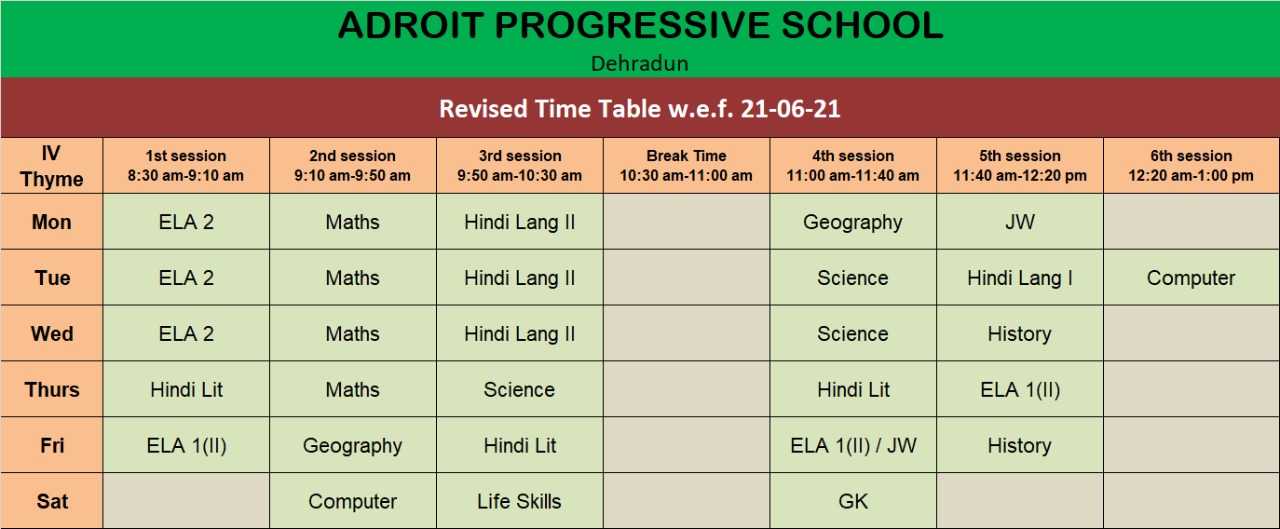 ADROIT PROGRESSIVE SCHOOL
Dehradun
Revised Time Table w.e.f. 21-06-21
IV Thyme 1st session 8:30 am-9:10 am 2nd session 9:10 am-9:50 am 3rd session 9:50 am-10:30 am Break Time 10:30 am-11:00 am 4th session 11:00 am-11:40 am 5th session 11:40 am-12:20 pm 6th session 12:20 am-1:00 pm
Mon ELA 2 Maths Hindi Lang II Geography JW
Tue ELA 2 Maths Hindi Lang II Science Hindi Lang I Computer
Wed ELA 2 Maths Hindi Lang II Science History
Thurs Hindi Lit Maths Science Hindi Lit ELA 1(II)
Fri ELA 1(II) Geography Hindi Lit ELA 1(II) / JW History
Sat Computer Life Skills GK